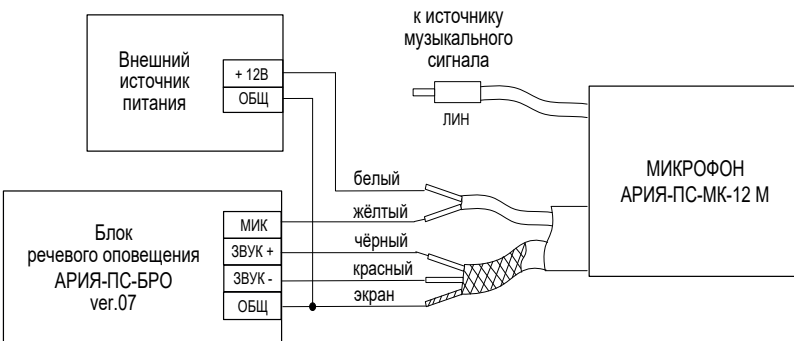 к источнику
музыкального
сигнала
Внешний
источник
питания
+ 12В
ОБЩ
ЛИН
МИКРОФОН
АРИЯ-ПС-МК-12 М
белый
жёлтый
чёрный
красный
экран
Блок
речевого оповещения
АРИЯ-ПС-БРО
ver.07
МИК
ЗВУК +
ЗВУК -
ОБЩ